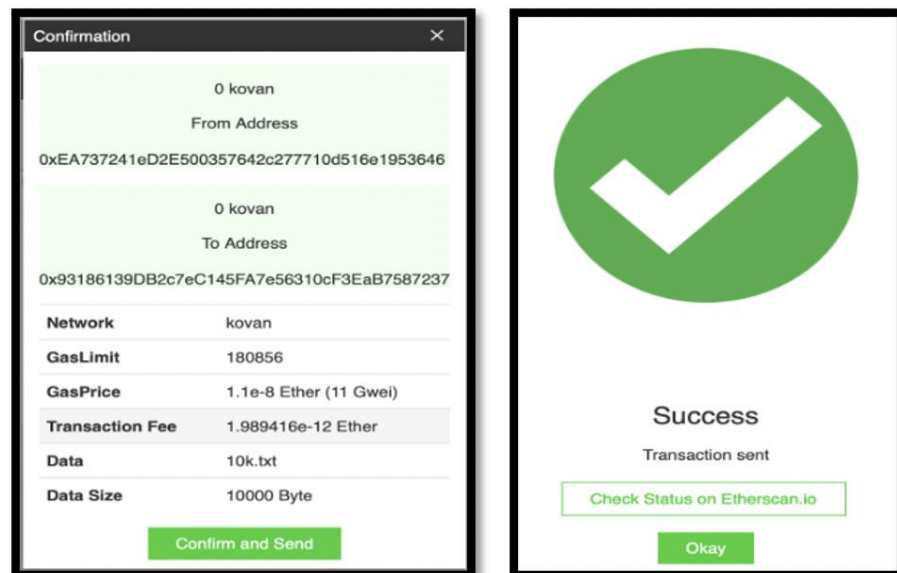 Confirmation
×
0 kovan
From Address
0xEA737241eD2E500357642c277710d516e1953646
0 kovan
To Address
0x93186139DB2c7eC145FA7e56310cF3EaB7587237
Network kovan
GasLimit 180856
GasPrice 1.1e-8 Ether (11 Gwei)
Transaction Fee 1.989416e-12 Ether
Data 10k.txt
Data Size 10000 Byte
Confirm and Send
Success
Transaction sent
Check Status on Etherscan.io
Okay